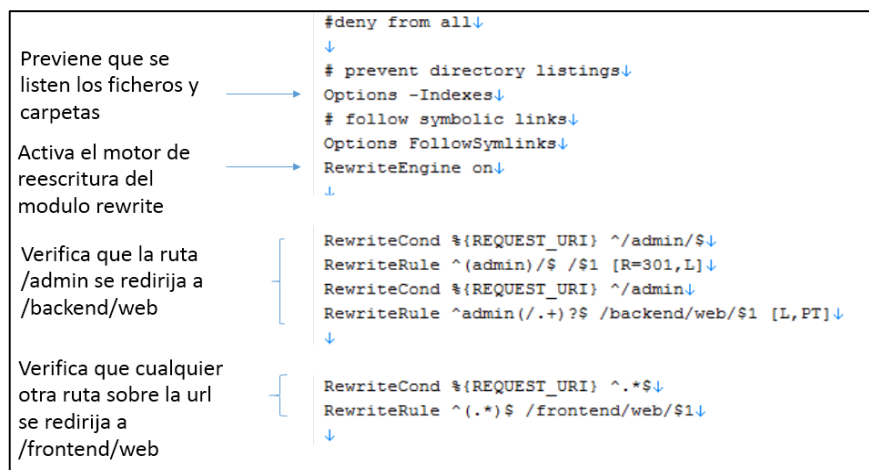 #deny from all↓
↓
↓
Previene que se
listen los ficheros y
carpetas
# prevent directory listings↓
Options -Indexes↓
# follow symbolic links↓
Options FollowSymlinks↓
Activa el motor de
reescritura del
modulo rewrite
RewriteEngine on↓
↓
Verifica que la ruta
/admin se redirija a
/backend/web
RewriteCond %{REQUEST_URI} ^/admin/$↓
RewriteRule ^(admin)/$ /$1 [R=301,L]↓
RewriteCond %{REQUEST_URI} ^/admin↓
RewriteRule ^admin(/.+)?$ /backend/web/$1 [L,PT]↓
↓
Verifica que cualquier
otra ruta sobre la url
se redirija a
/frontend/web
RewriteCond %{REQUEST_URI} ^.*$↓
RewriteRule ^(.*)$ /frontend/web/$1↓
↓